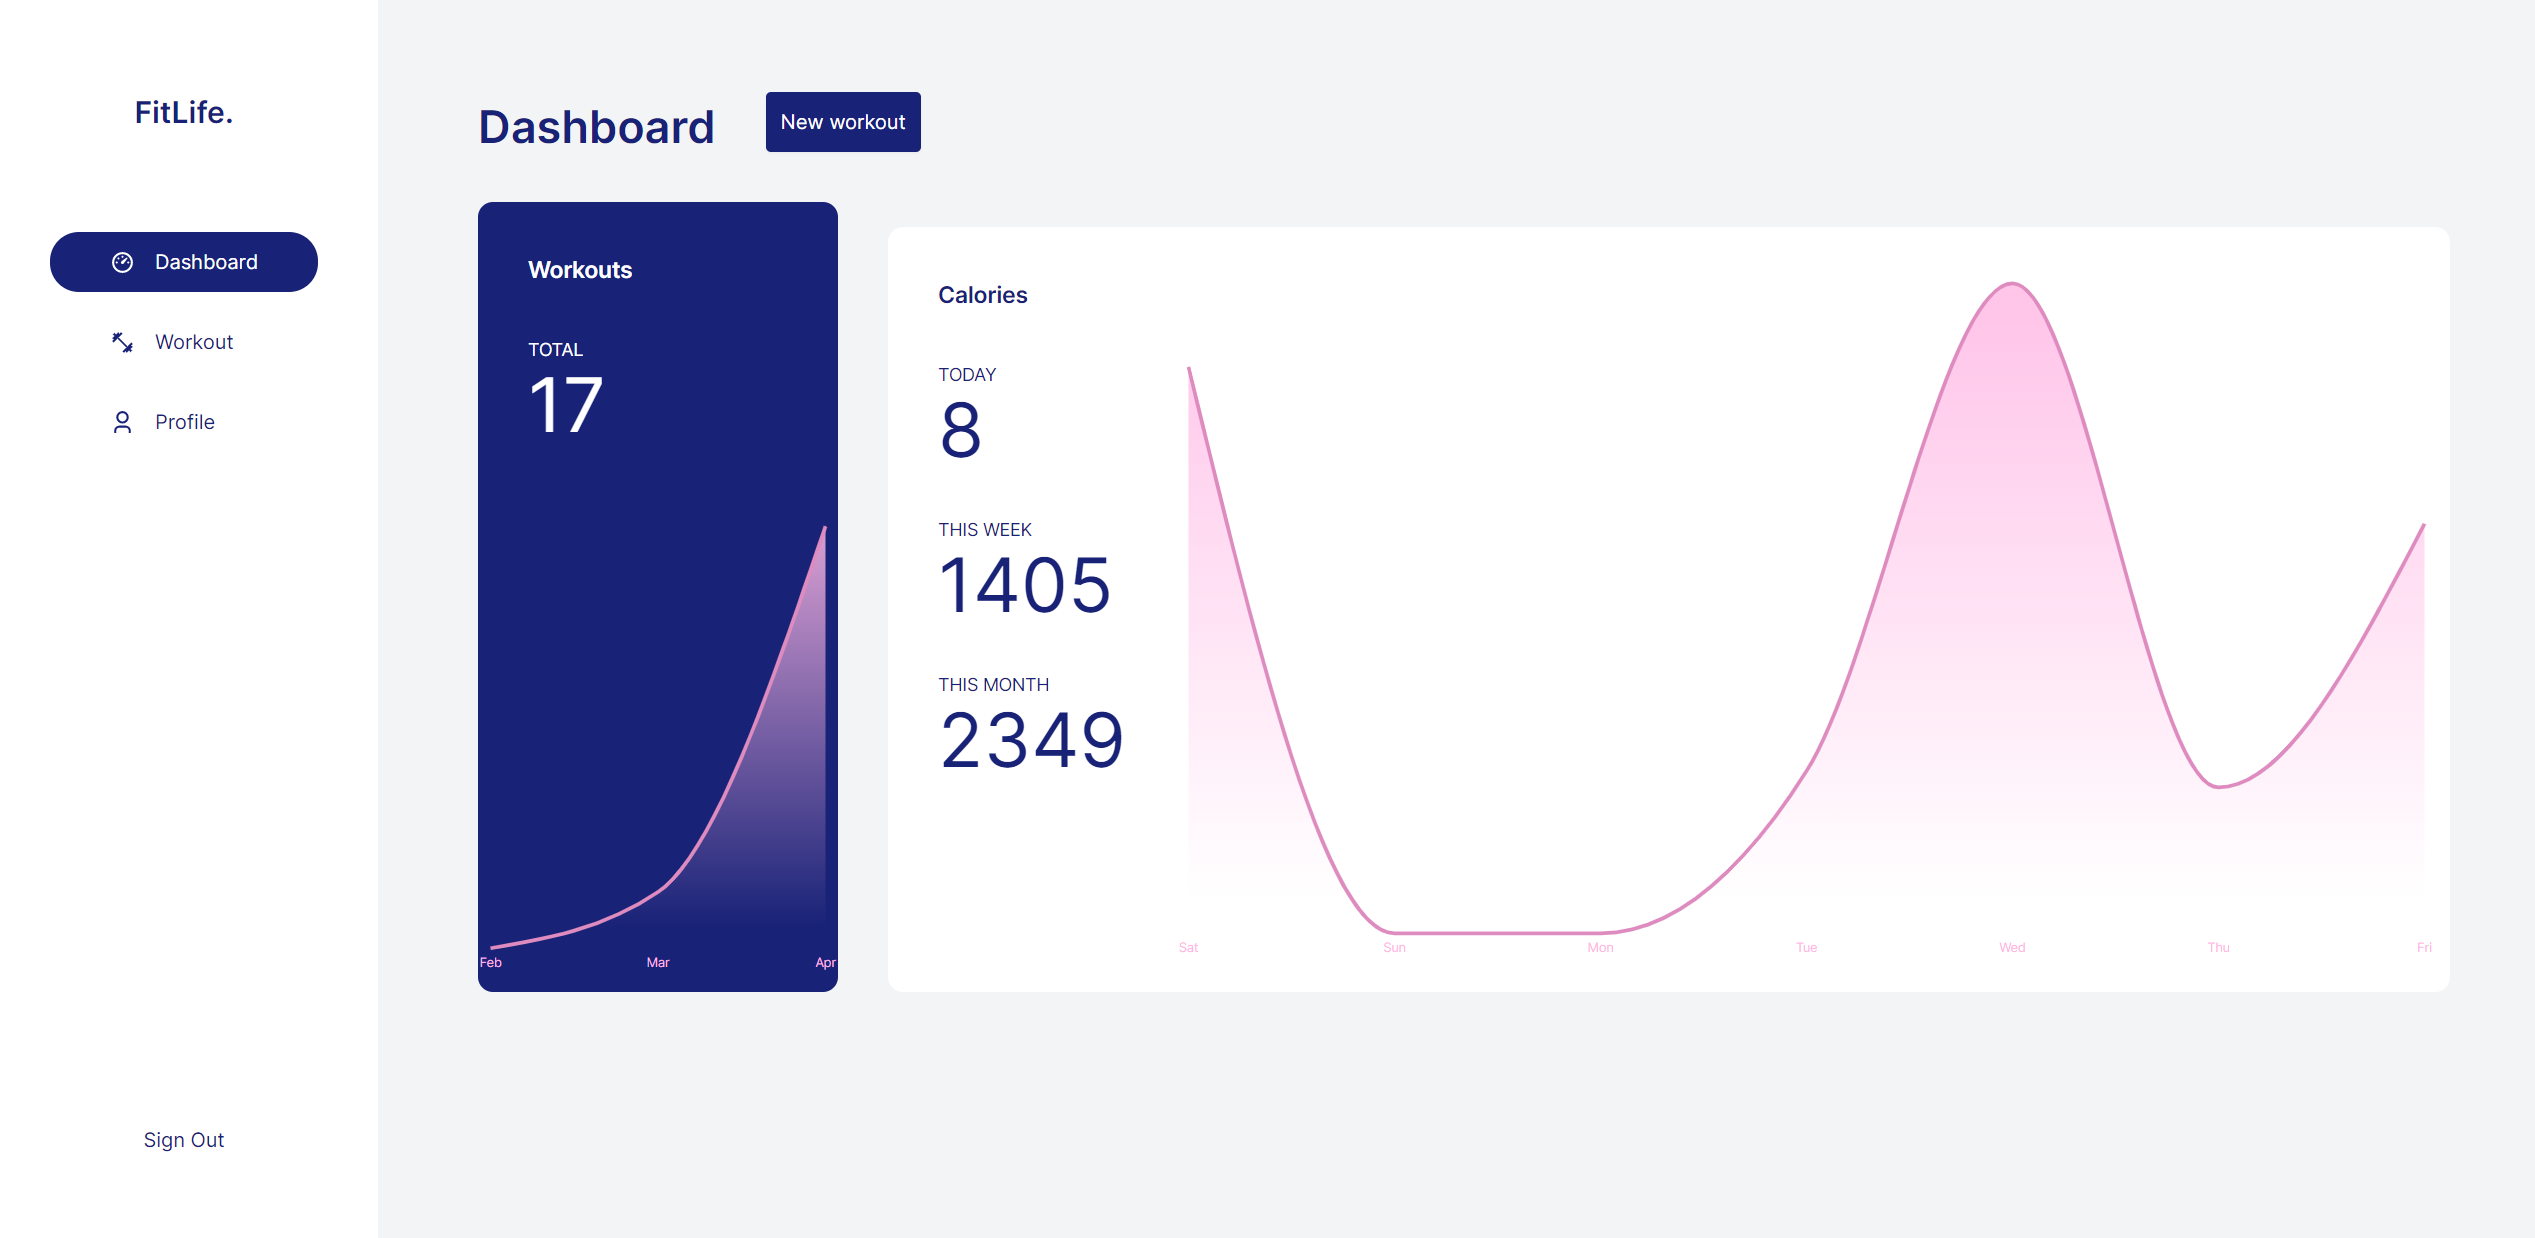 FitLife.
Dashboard
Workout
Profile
Sign Out
Dashboard
New workout
Workouts
TOTAL
17
Feb
Mar
Apr
Calories
TODAY
8
THIS WEEK
1405
THIS MONTH
2349
Sat
Sun
Mon
Tue
Wed
Thu
Fri